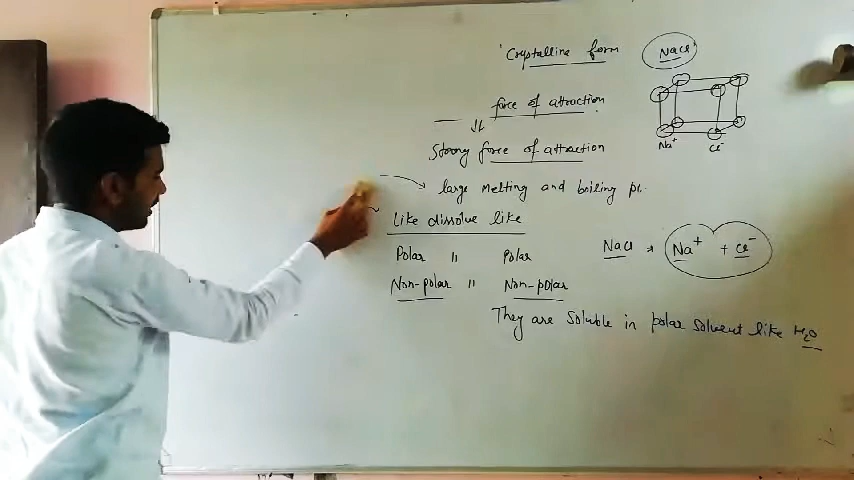 'Crystalline form NaCl
force of attraction
Strong force of attraction
Na+ Cl-
large melting and boiling pt.
Like dissolve like
Polar " Polar
NaCl → Na+ + Cl-
Non-polar " Non-polar
They are soluble in polar solvent like H2O